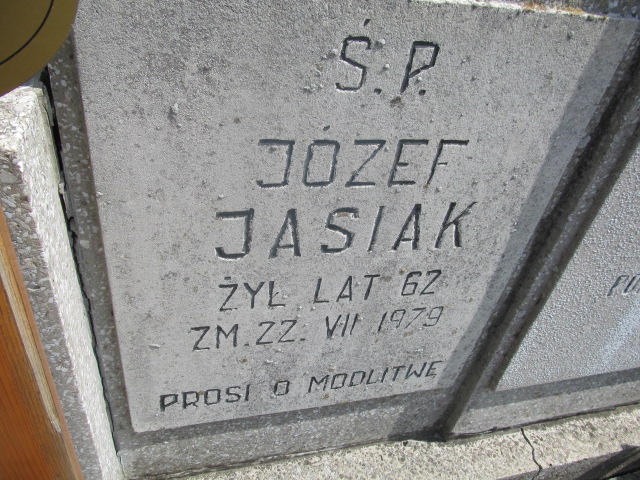 Ś.P.
JÓZEF
JASIAK
ŻYŁ LAT 62
ZM. 22. VII 1979
PROSI O MODLITWĘ